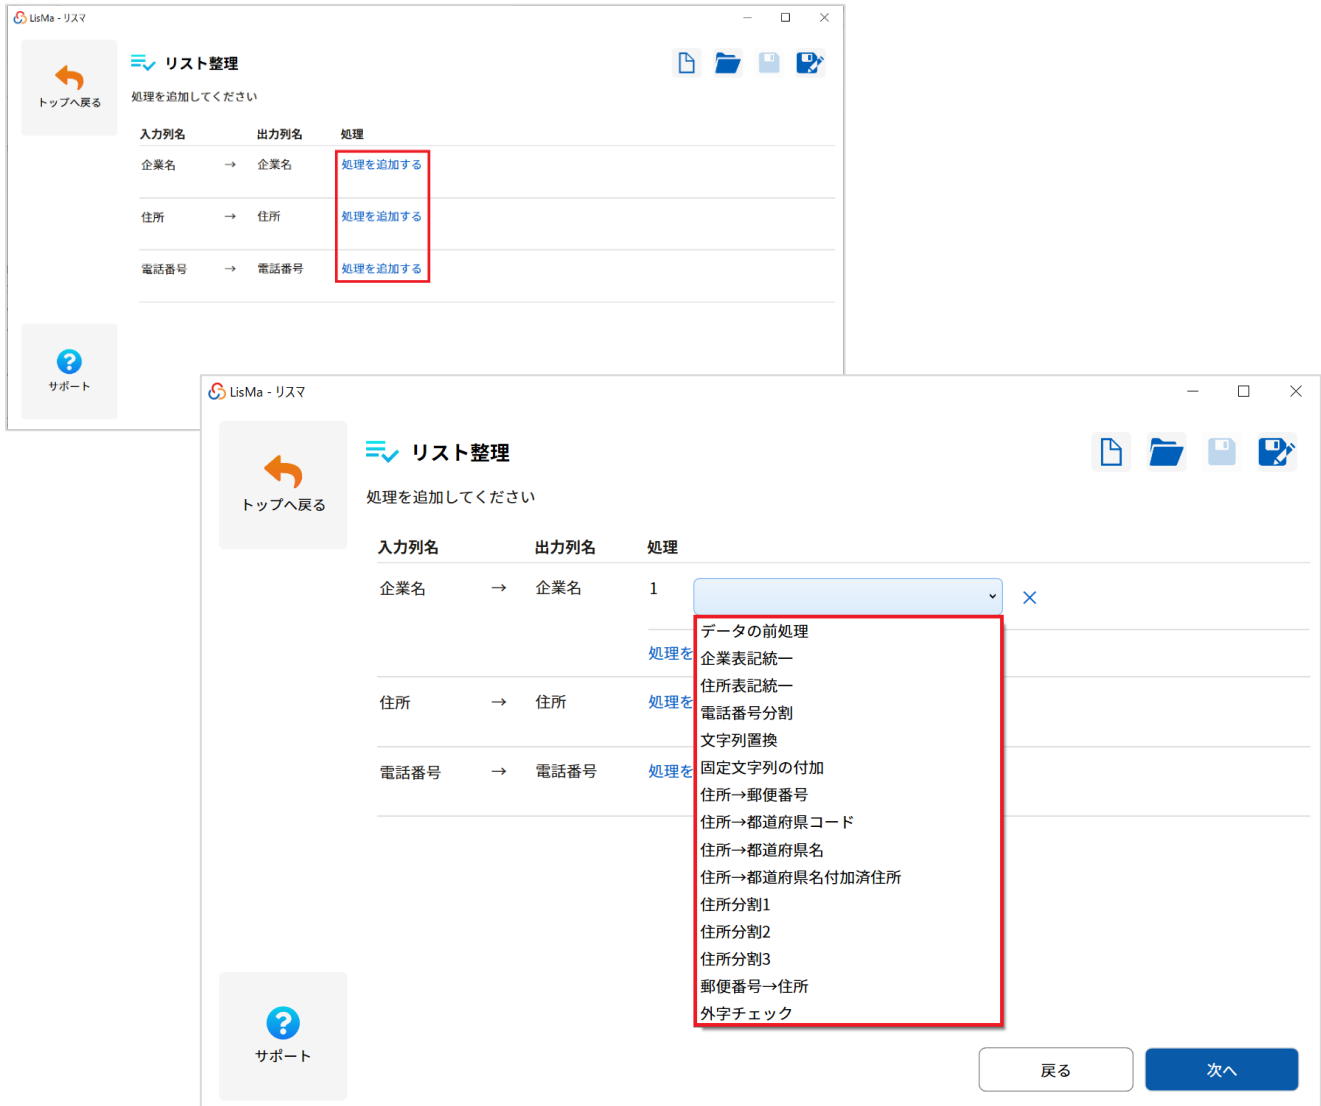 LisMa - リスマ
トップへ戻る
リスト整理
処理を追加してください
入力列名 出力列名 処理
企業名 → 企業名 処理を追加する
住所 → 住所 処理を追加する
電話番号 → 電話番号 処理を追加する
サポート
LisMa - リスマ
トップへ戻る
リスト整理
処理を追加してください
入力列名 出力列名 処理
企業名 → 企業名 1
処理を
住所 → 住所 処理を
電話番号 → 電話番号 処理を
データの前処理
企業表記統一
住所表記統一
電話番号分割
文字列置換
固定文字列の付加
住所→郵便番号
住所→都道府県コード
住所→都道府県名
住所→都道府県名付加済住所
住所分割1
住所分割2
住所分割3
郵便番号→住所
外字チェック
サポート
戻る 次へ